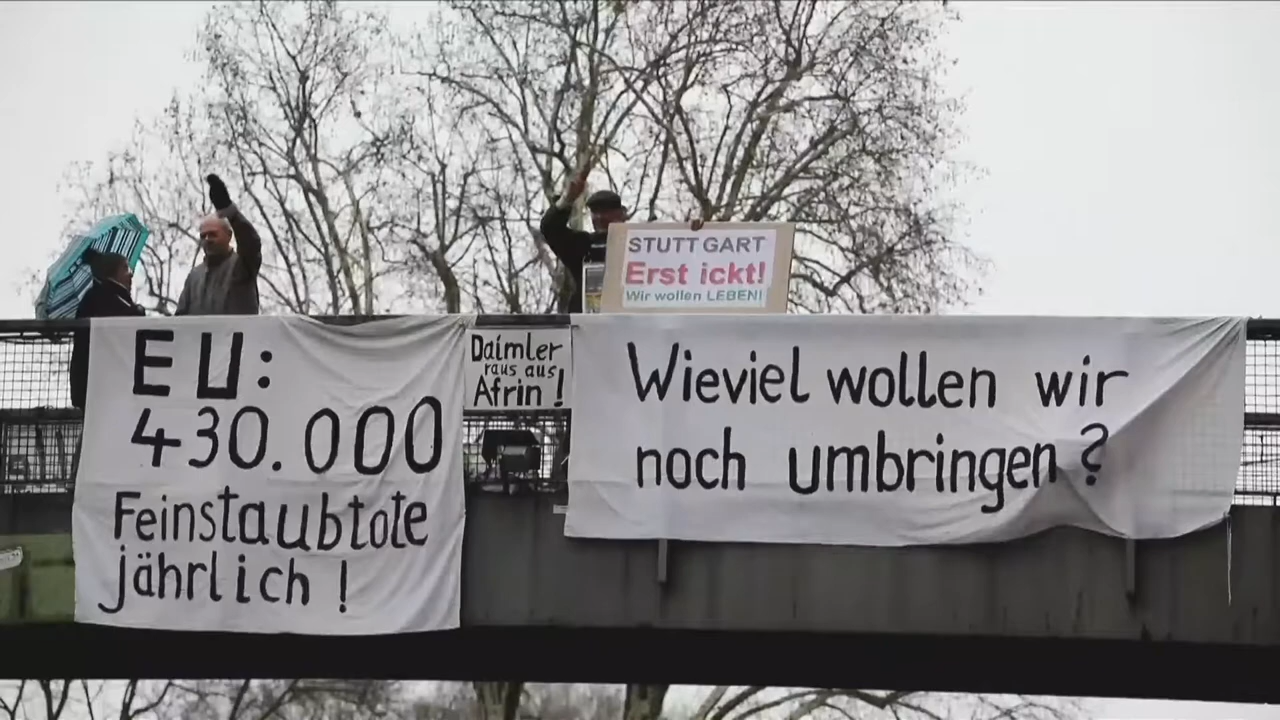 STUTTGART
Erst ickt!
Wir wollen LEBEN!
EU:
430.000
Feinstaubtote
jährlich !
Daimler
raus aus
Afrin !
Wieviel wollen wir
noch umbringen ?